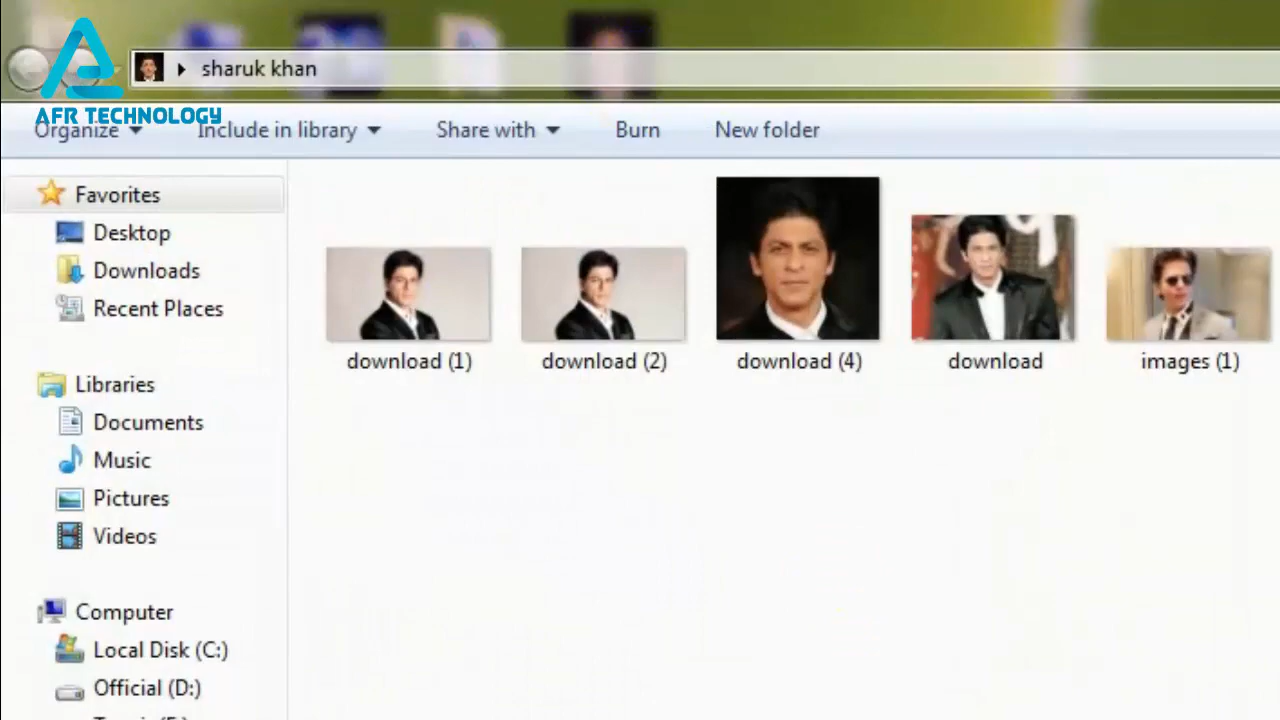 sharuk khan
AFR TECHNOLOGY
Organize Include in library Share with Burn New folder
Favorites
Desktop
Downloads
Recent Places
Libraries
Documents
Music
Pictures
Videos
Computer
Local Disk (C:)
Official (D:)
download (1) download (2) download (4) download images (1)